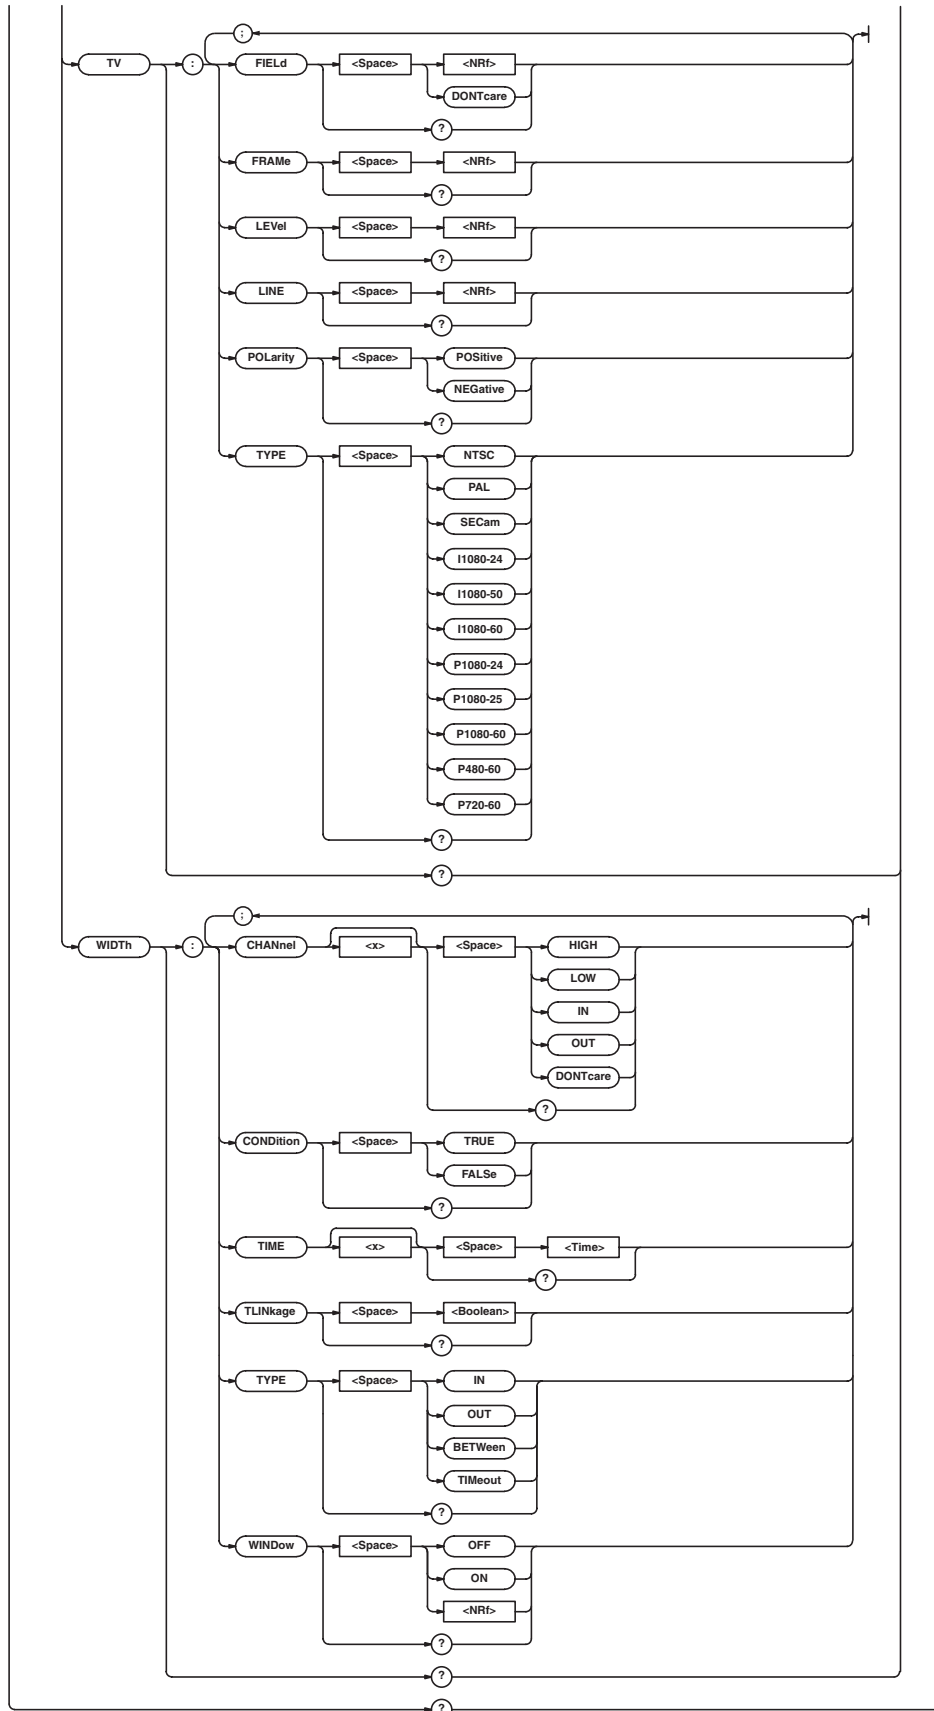 ;
TV : FIELd <Space> <NRf>
DONTcare
?
FRAMe <Space> <NRf>
?
LEVel <Space> <NRf>
?
LINE <Space> <NRf>
?
POLarity <Space> POSitive
NEGative
?
TYPE <Space> NTSC
PAL
SECam
I1080-24
I1080-50
I1080-60
P1080-24
P1080-25
P1080-60
P480-60
P720-60
?
?
;
WIDTh : CHANnel <x> <Space> HIGH
LOW
IN
OUT
DONTcare
?
CONDition <Space> TRUE
FALSe
?
TIME <x> <Space> <Time>
?
TLINkage <Space> <Boolean>
?
TYPE <Space> IN
OUT
BETWeen
TIMeout
?
WINDow <Space> OFF
ON
<NRf>
?
?
?